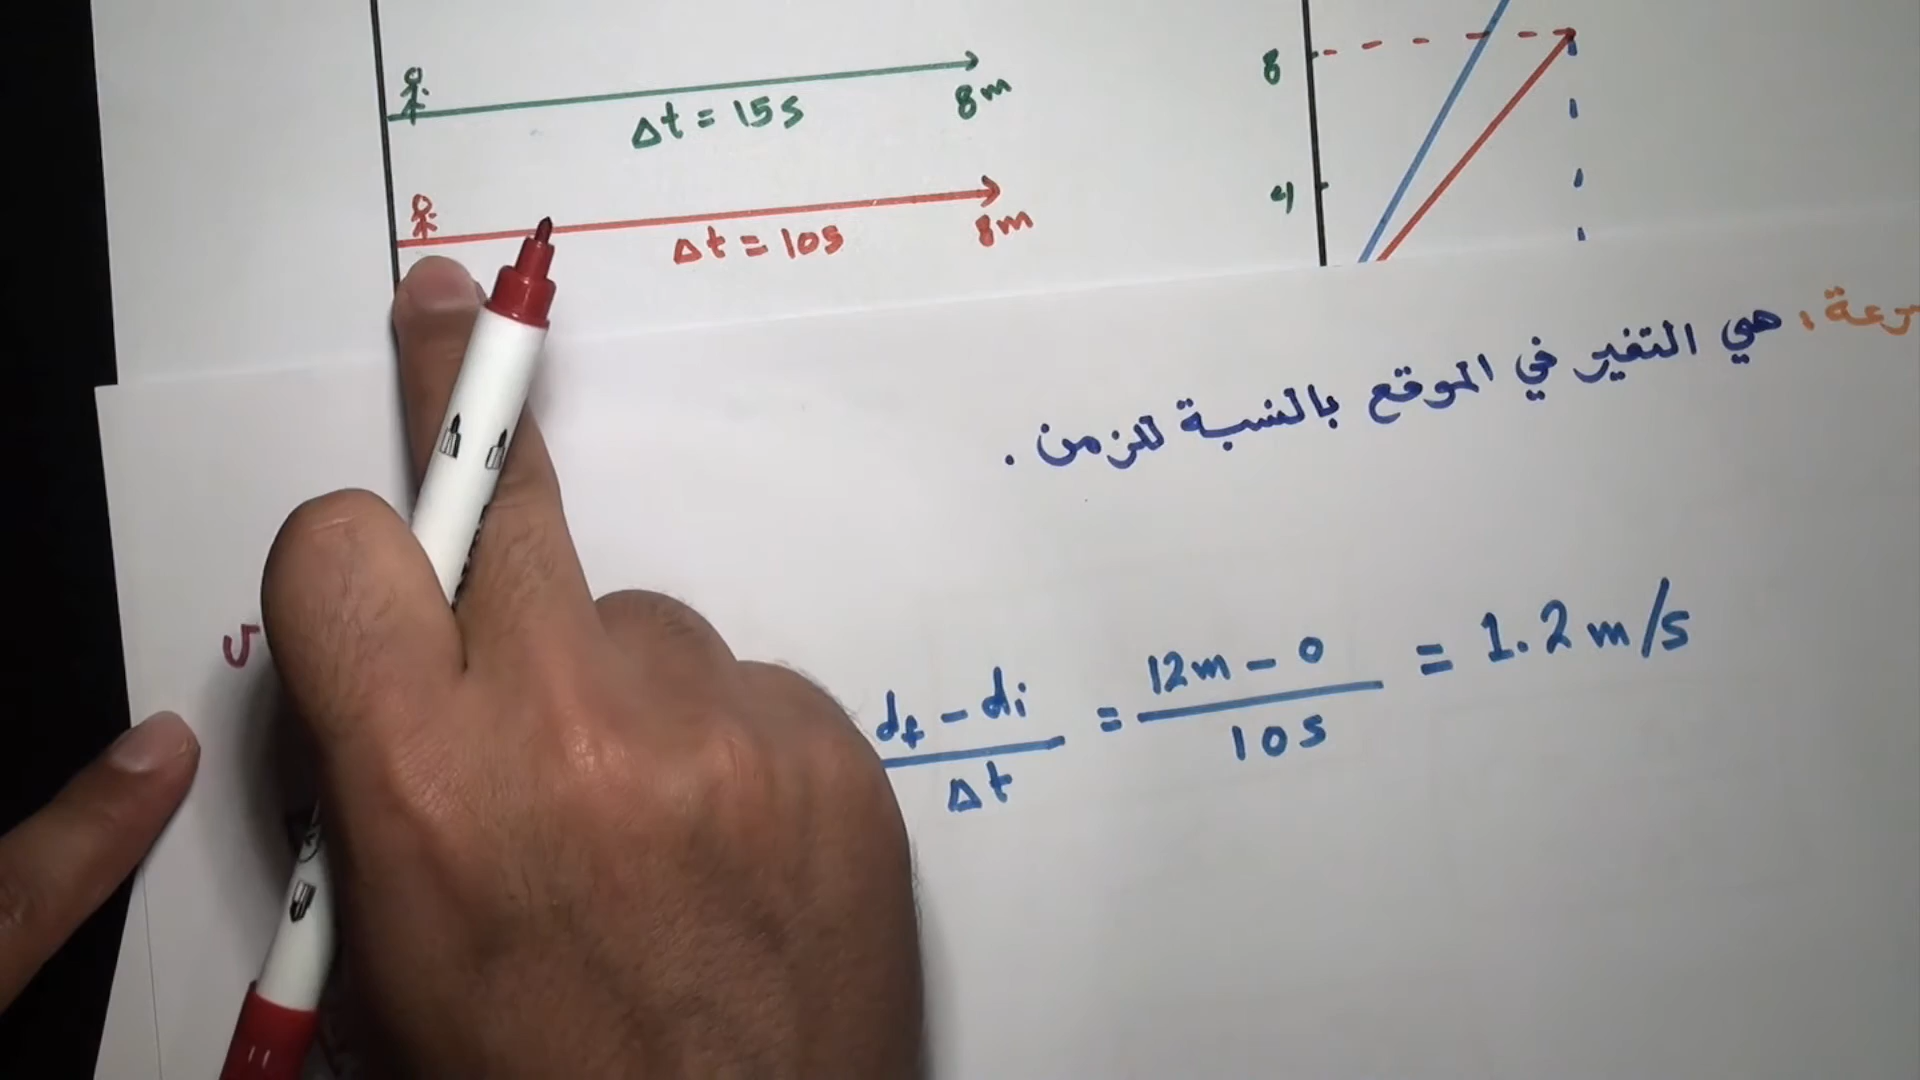 Δt = 15s
8m
Δt = 10s
8m
8
4
هي التغير في الموقع بالنسبة للزمن .
df - di / Δt = 12m - 0 / 10s = 1.2 m/s